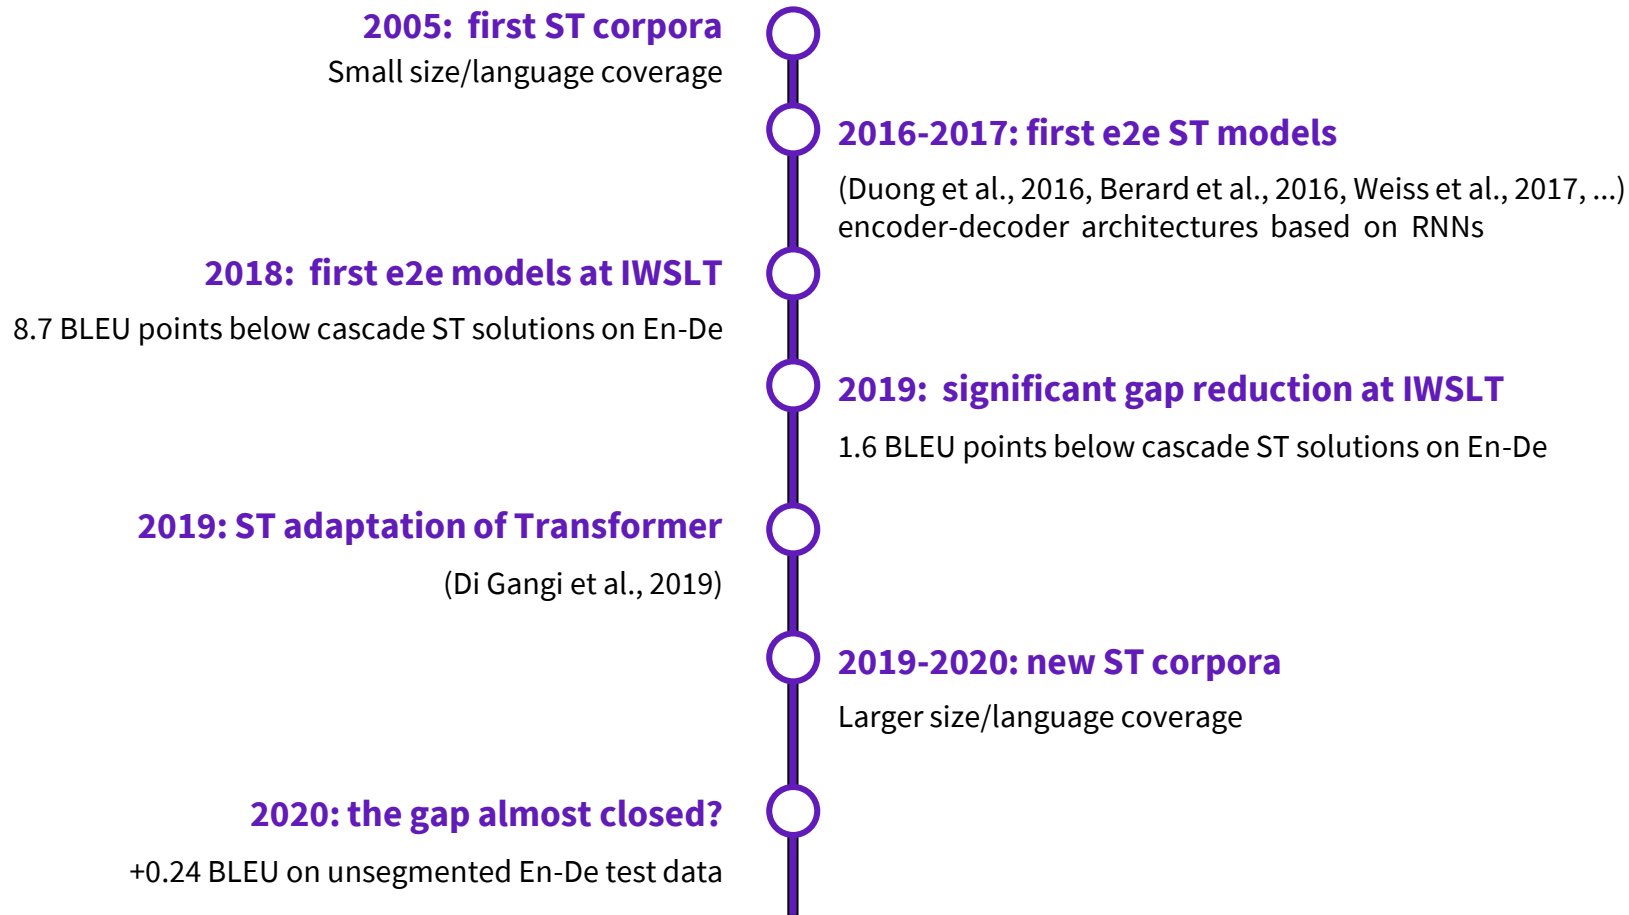 2005: first ST corpora
Small size/language coverage
2016-2017: first e2e ST models
(Duong et al., 2016, Berard et al., 2016, Weiss et al., 2017, ...)
encoder-decoder architectures based on RNNs
2018: first e2e models at IWSLT
8.7 BLEU points below cascade ST solutions on En-De
2019: significant gap reduction at IWSLT
1.6 BLEU points below cascade ST solutions on En-De
2019: ST adaptation of Transformer
(Di Gangi et al., 2019)
2019-2020: new ST corpora
Larger size/language coverage
2020: the gap almost closed?
+0.24 BLEU on unsegmented En-De test data